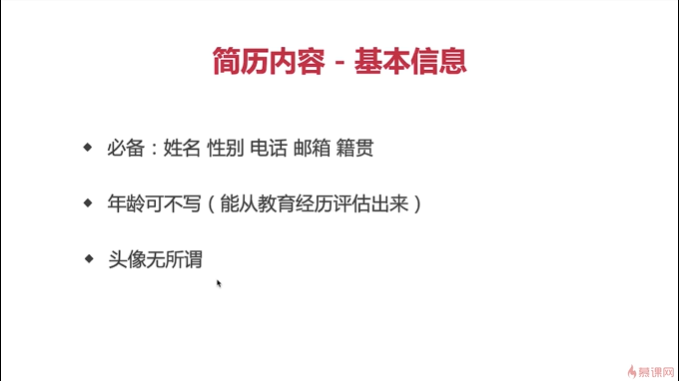 简历内容 - 基本信息
◆ 必备：姓名 性别 电话 邮箱 籍贯
◆ 年龄可不写（能从教育经历评估出来）
◆ 头像无所谓
慕课网